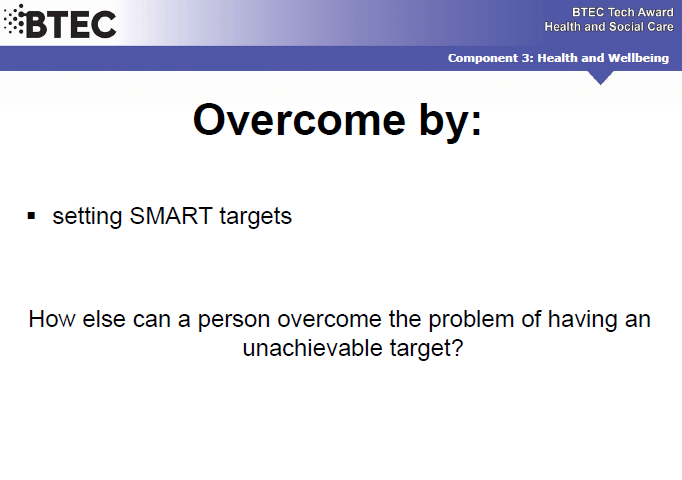 BTEC
BTEC Tech Award
Health and Social Care
Component 3: Health and Wellbeing
Overcome by:
▪ setting SMART targets
How else can a person overcome the problem of having an
unachievable target?